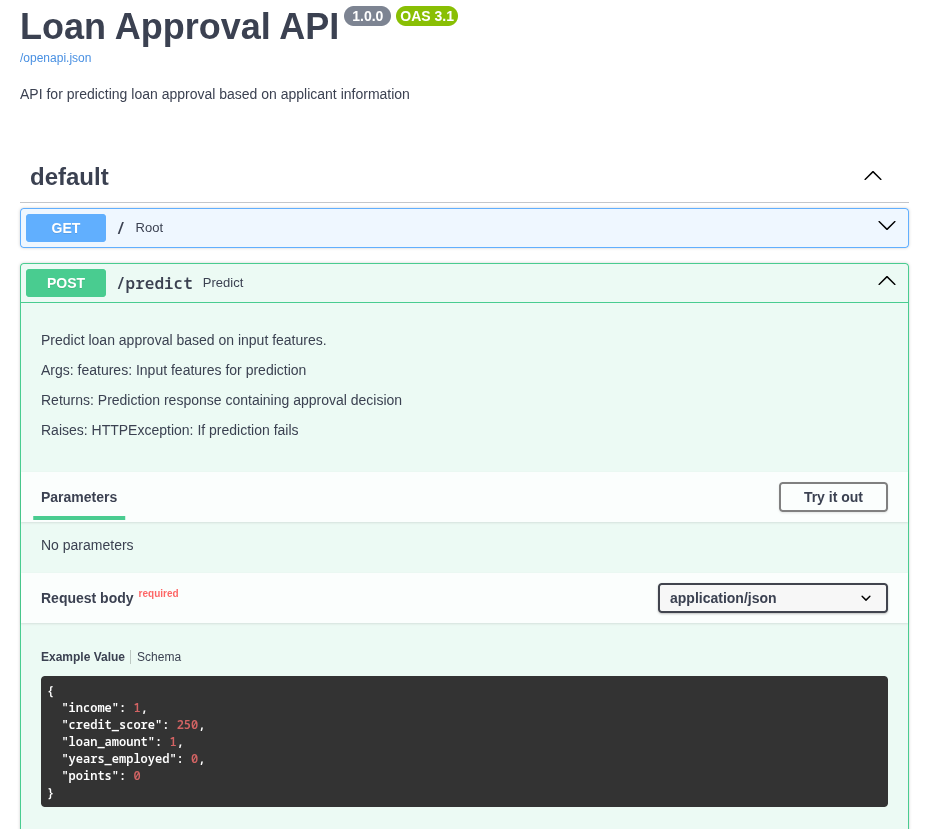 Loan Approval API 1.0.0 OAS 3.1
/openapi.json
API for predicting loan approval based on applicant information
default
GET / Root
POST /predict Predict
Predict loan approval based on input features.
Args: features: Input features for prediction
Returns: Prediction response containing approval decision
Raises: HTTPException: If prediction fails
Parameters Try it out
No parameters
Request body required application/json
Example Value Schema
{
  "income": 1,
  "credit_score": 250,
  "loan_amount": 1,
  "years_employed": 0,
  "points": 0
}